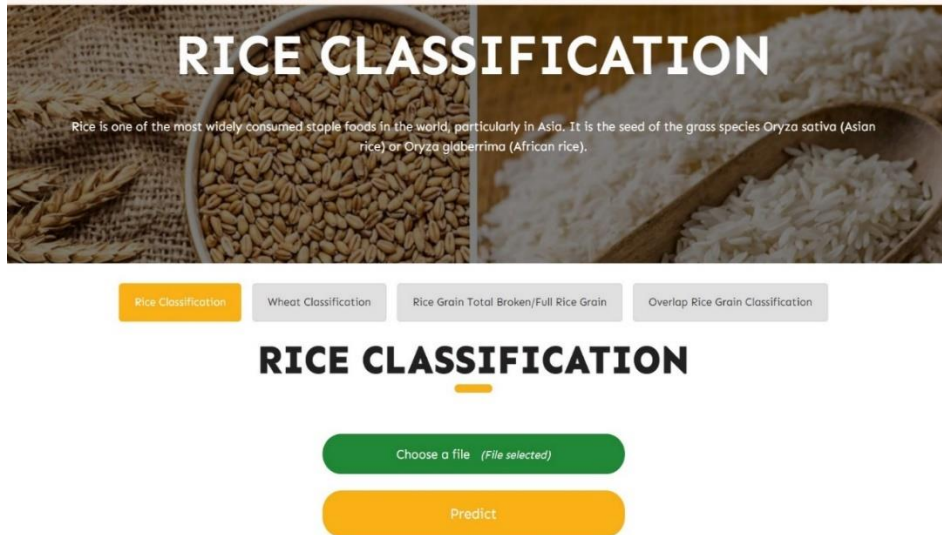 RICE CLASSIFICATION
Rice is one of the most widely consumed staple foods in the world, particularly in Asia. It is the seed of the grass species Oryza sativa (Asian
rice) or Oryza glaberrima (African rice).
Rice Classification Wheat Classification Rice Grain Total Broken/Full Rice Grain Overlap Rice Grain Classification
RICE CLASSIFICATION
Choose a file (File selected)
Predict